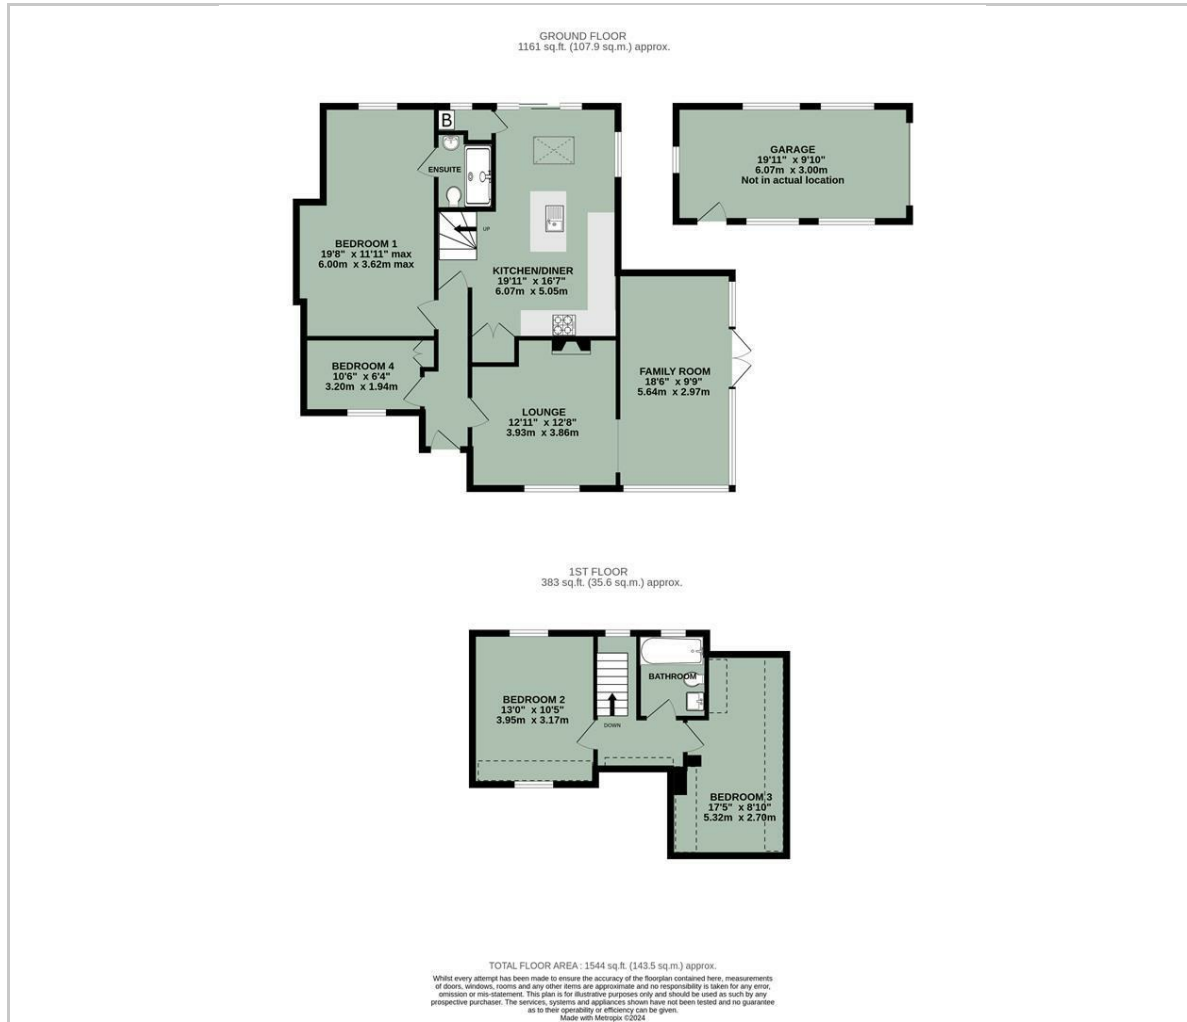 GROUND FLOOR
1161 sq.ft. (107.9 sq.m.) approx.
B
ENSUITE
UP
BEDROOM 1
19'8" x 11'11" max
6.00m x 3.62m max
KITCHEN/DINER
19'11" x 16'7"
6.07m x 5.05m
GARAGE
19'11" x 9'10"
6.07m x 3.00m
Not in actual location
BEDROOM 4
10'6" x 6'4"
3.20m x 1.94m
LOUNGE
12'11" x 12'8"
3.93m x 3.86m
FAMILY ROOM
18'6" x 9'9"
5.64m x 2.97m
1ST FLOOR
383 sq.ft. (35.6 sq.m.) approx.
BEDROOM 2
13'0" x 10'5"
3.95m x 3.17m
DOWN
BATHROOM
BEDROOM 3
17'5" x 8'10"
5.32m x 2.70m
TOTAL FLOOR AREA : 1544 sq.ft. (143.5 sq.m.) approx.
Whilst every attempt has been made to ensure the accuracy of the floorplan contained here, measurements
of doors, windows, rooms and any other items are approximate and no responsibility is taken for any error,
omission or mis-statement. This plan is for illustrative purposes only and should be used as such by any
prospective purchaser. The services, systems and appliances shown have not been tested and no guarantee
as to their operability or efficiency can be given.
Made with Metropix ©2024